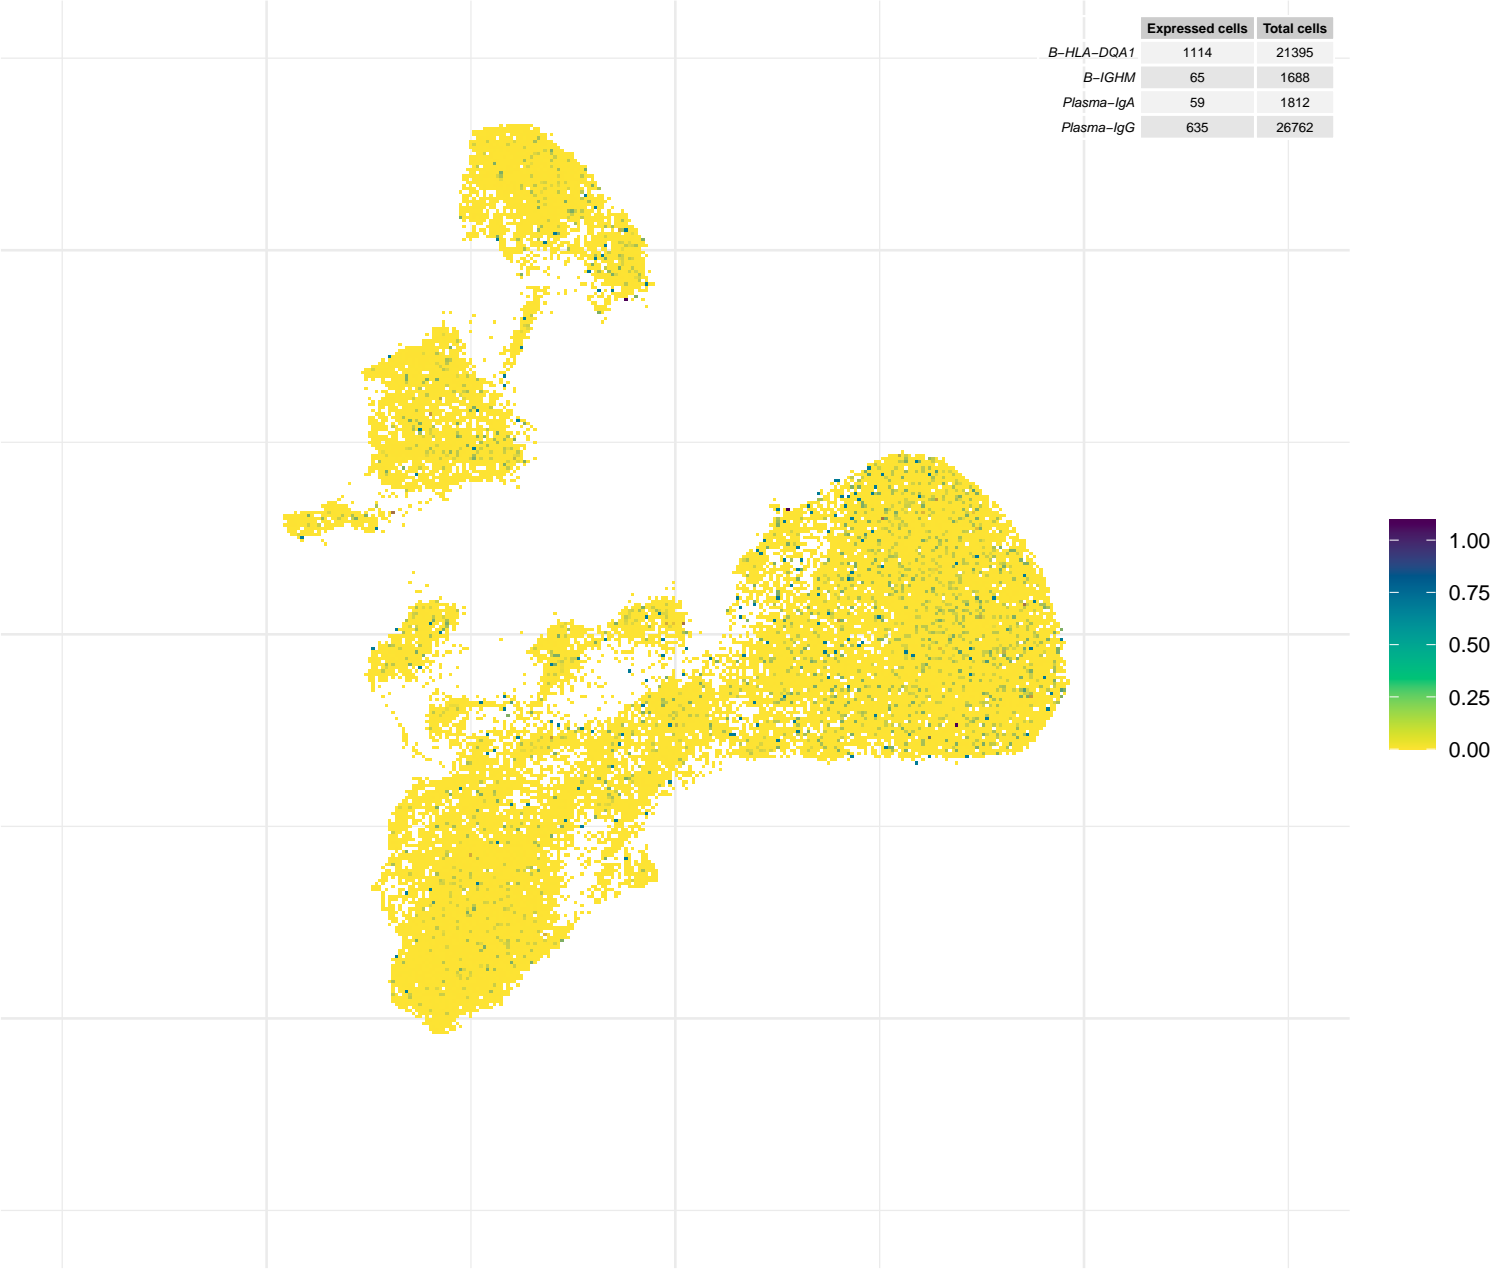 Expressed cells Total cells
B−HLA−DQA1 1114 21395
B−IGHM 65 1688
Plasma−IgA 59 1812
Plasma−IgG 635 26762
1.00
0.75
0.50
0.25
0.00